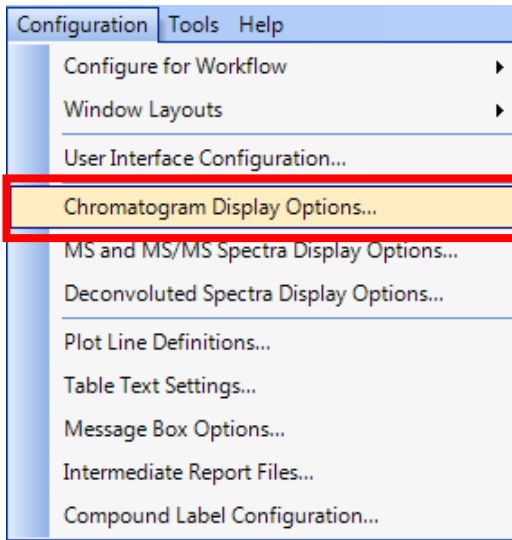 Configuration Tools Help
Configure for Workflow
Window Layouts
User Interface Configuration...
Chromatogram Display Options...
MS and MS/MS Spectra Display Options...
Deconvoluted Spectra Display Options...
Plot Line Definitions...
Table Text Settings...
Message Box Options...
Intermediate Report Files...
Compound Label Configuration...